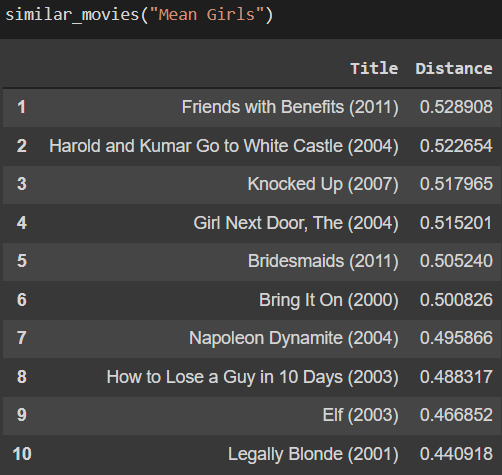 similar_movies("Mean Girls")
Title Distance
1 Friends with Benefits (2011) 0.528908
2 Harold and Kumar Go to White Castle (2004) 0.522654
3 Knocked Up (2007) 0.517965
4 Girl Next Door, The (2004) 0.515201
5 Bridesmaids (2011) 0.505240
6 Bring It On (2000) 0.500826
7 Napoleon Dynamite (2004) 0.495866
8 How to Lose a Guy in 10 Days (2003) 0.488317
9 Elf (2003) 0.466852
10 Legally Blonde (2001) 0.440918